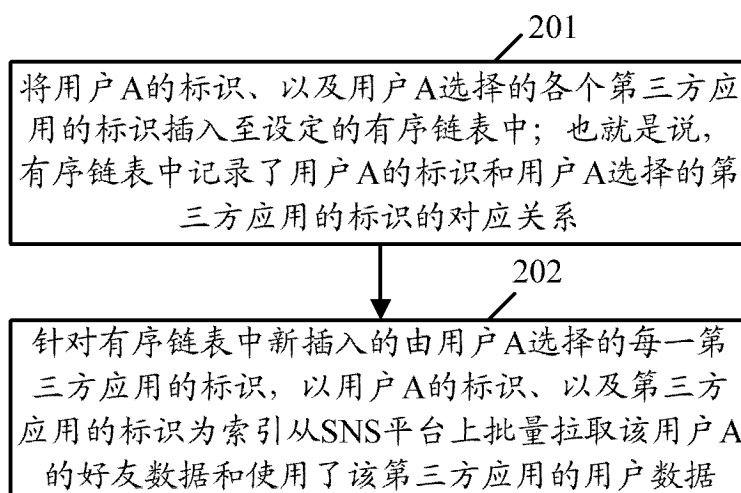 201
将用户A的标识、以及用户A选择的各个第三方应
用的标识插入至设定的有序链表中；也就是说，
有序链表中记录了用户A的标识和用户A选择的第
三方应用的标识的对应关系
202
针对有序链表中新插入的由用户A选择的每一第
三方应用的标识，以用户A的标识、以及第三方
应用的标识为索引从SNS平台上批量拉取该用户A
的好友数据和使用了该第三方应用的用户数据